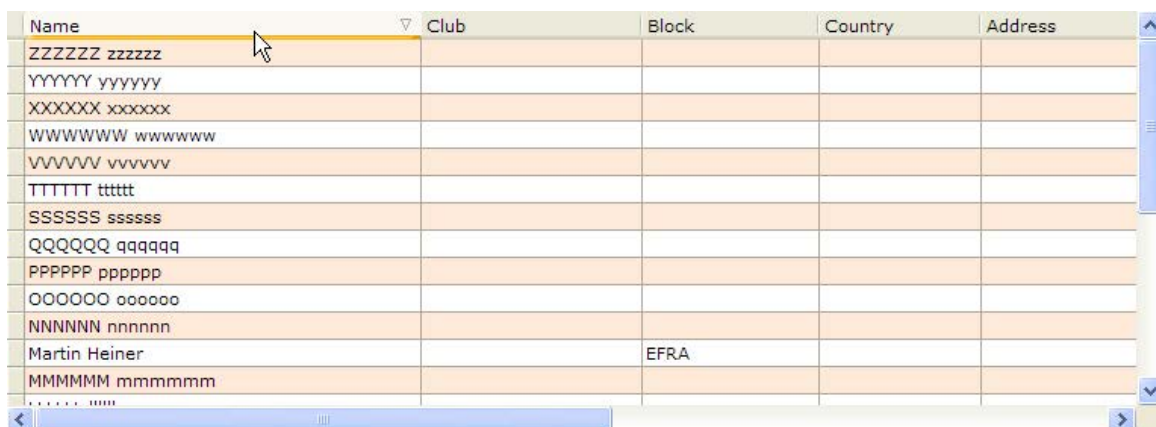 Name Club Block Country Address
ZZZZZZ zzzzzz
YYYYYY yyyyyy
XXXXXX xxxxxx
WWWWWW wwwwww
VVVVVV vvvvvv
TTTTTT tttttt
SSSSSS ssssss
QQQQQQ qqqqqq
PPPPPP pppppp
OOOOOO oooooo
NNNNNN nnnnnn
Martin Heiner EFRA
MMMMMM mmmmmm